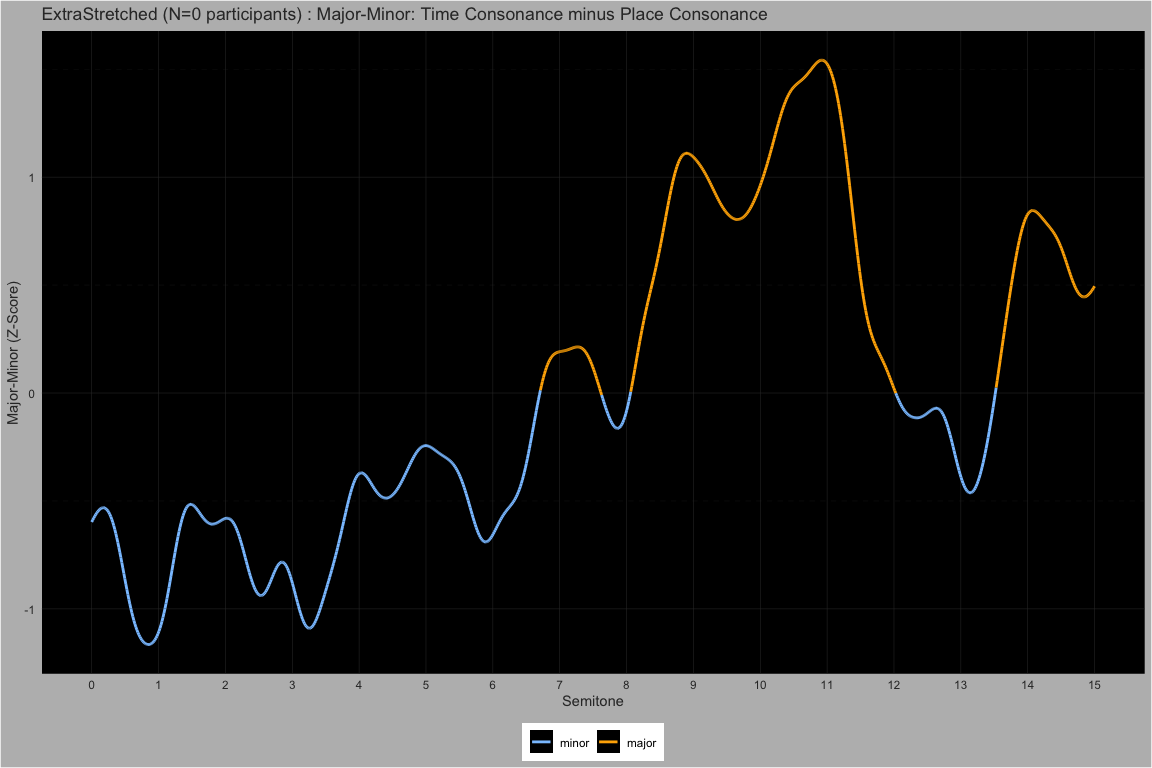 ExtraStretched (N=0 participants) : Major-Minor: Time Consonance minus Place Consonance
Major-Minor (Z-Score)
1
0
-1
0 1 2 3 4 5 6 7 8 9 10 11 12 13 14 15
Semitone
minor major